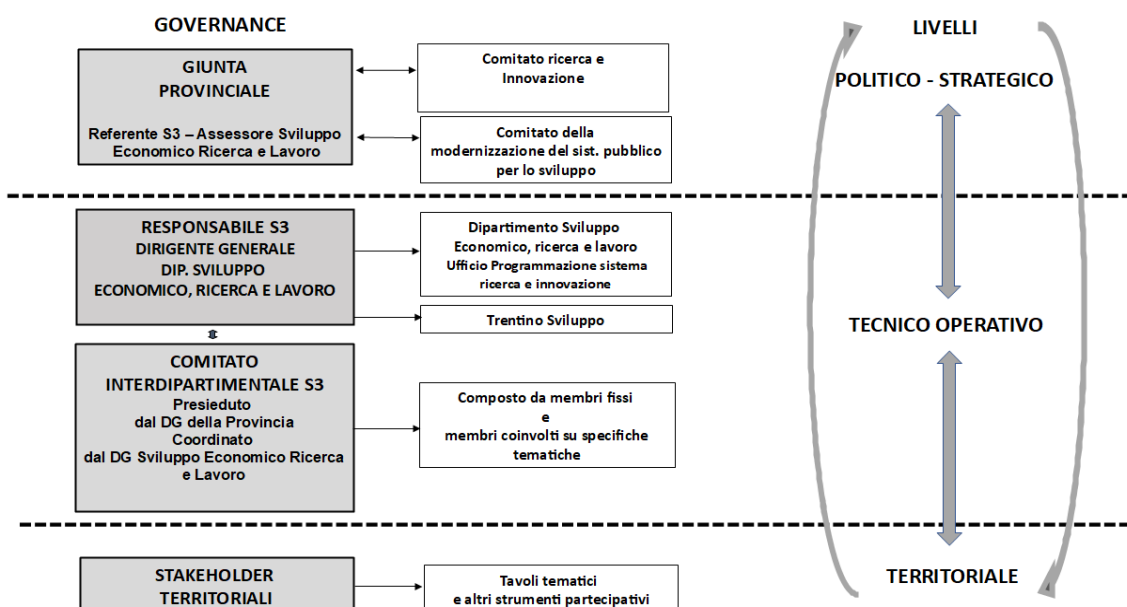 GOVERNANCE
GIUNTA
PROVINCIALE
Referente S3 – Assessore Sviluppo
Economico Ricerca e Lavoro
Comitato ricerca e
Innovazione
Comitato della
modernizzazione del sist. pubblico
per lo sviluppo
RESPONSABILE S3
DIRIGENTE GENERALE
DIP. SVILUPPO
ECONOMICO, RICERCA E LAVORO
Dipartimento Sviluppo
Economico, ricerca e lavoro
Ufficio Programmazione sistema
ricerca e innovazione
Trentino Sviluppo
COMITATO
INTERDIPARTIMENTALE S3
Presieduto
dal DG della Provincia
Coordinato
dal DG Sviluppo Economico Ricerca
e Lavoro
Composto da membri fissi
e
membri coinvolti su specifiche
tematiche
STAKEHOLDER
TERRITORIALI
Tavoli tematici
e altri strumenti partecipativi
LIVELLI
POLITICO - STRATEGICO
TECNICO OPERATIVO
TERRITORIALE